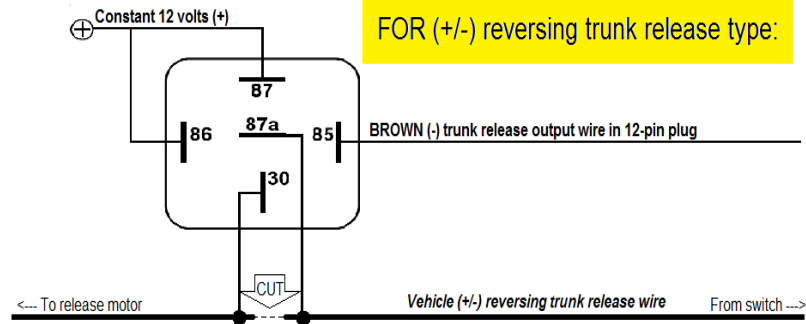 Constant 12 volts (+)
FOR (+/-) reversing trunk release type:
87
86
87a
85
BROWN (-) trunk release output wire in 12-pin plug
30
CUT
<--- To release motor
Vehicle (+/-) reversing trunk release wire
From switch --->